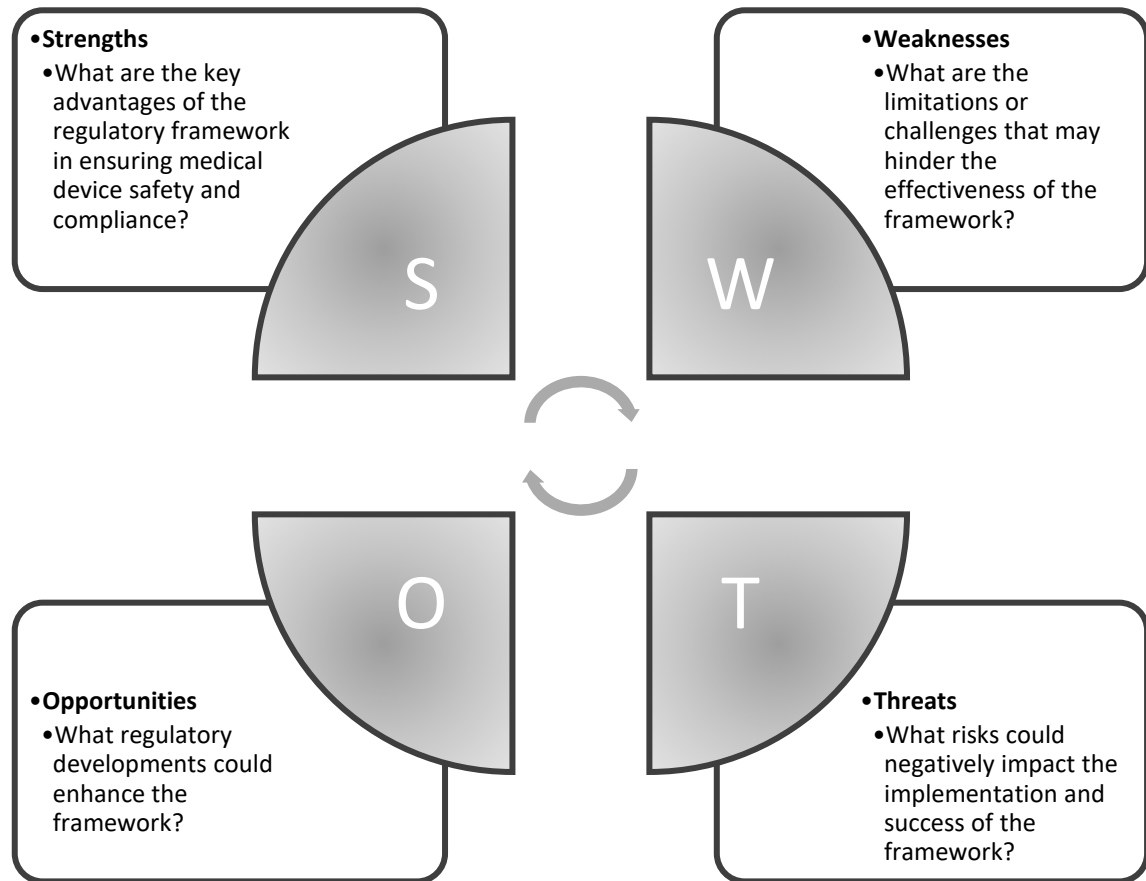 •Strengths
•What are the key
advantages of the
regulatory framework
in ensuring medical
device safety and
compliance?
•Weaknesses
•What are the
limitations or
challenges that may
hinder the
effectiveness of the
framework?
S
W
O
T
•Opportunities
•What regulatory
developments could
enhance the
framework?
•Threats
•What risks could
negatively impact the
implementation and
success of the
framework?